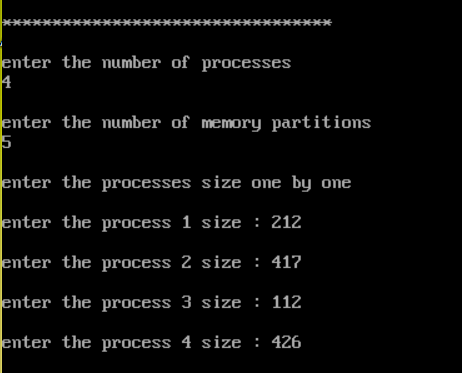 *********************************
enter the number of processes
4
enter the number of memory partitions
5
enter the processes size one by one
enter the process 1 size : 212
enter the process 2 size : 417
enter the process 3 size : 112
enter the process 4 size : 426